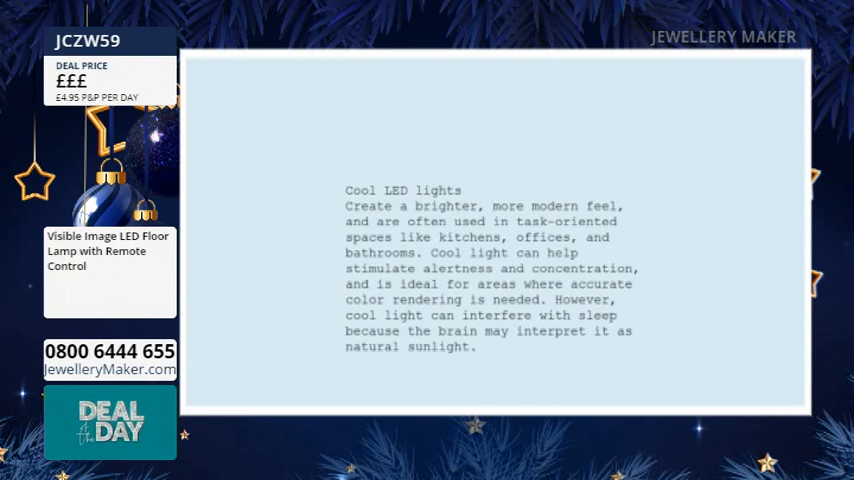 JCZW59
DEAL PRICE
£££
£4.95 P&P PER DAY
JEWELLERY MAKER
Cool LED lights
Create a brighter, more modern feel,
and are often used in task-oriented
spaces like kitchens, offices, and
bathrooms. Cool light can help
stimulate alertness and concentration,
and is ideal for areas where accurate
color rendering is needed. However,
cool light can interfere with sleep
because the brain may interpret it as
natural sunlight.
Visible Image LED Floor
Lamp with Remote
Control
0800 6444 655
JewelleryMaker.com
DEAL
of the
DAY